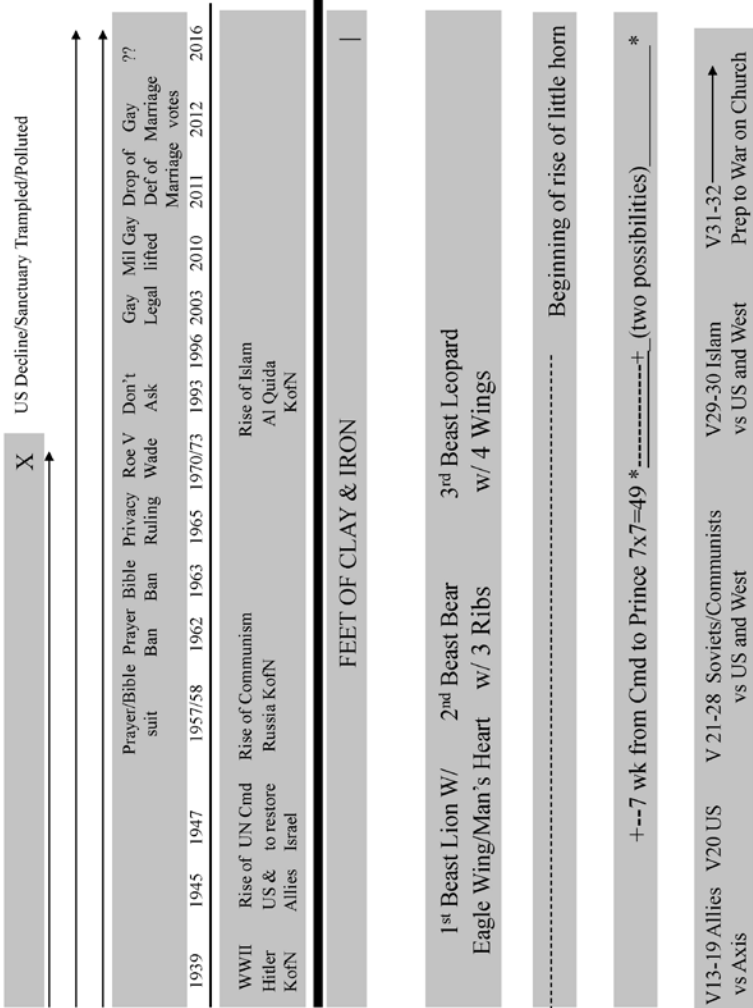 US Decline/Sanctuary Trampled/Polluted
X
Prayer/Bible Prayer Bible Privacy Roe V Don't Gay Mil Gay Drop of Gay ??
suit Ban Ban Ruling Wade Ask Legal lifted Def of Marriage
Marriage votes
1939 1945 1947 1957/58 1962 1963 1965 1970/73 1993 1996 2003 2010 2011 2012 2016
WWII Rise of UN Cmd Rise of Communism Rise of Islam
Hitler US & to restore Russia KofN Al Quida
KofN Allies Israel KofN
FEET OF CLAY & IRON |
1st Beast Lion W/ 2nd Beast Bear 3rd Beast Leopard
Eagle Wing/Man's Heart w/ 3 Ribs w/ 4 Wings
-------------------------------------------------- Beginning of rise of little horn
+--7 wk from Cmd to Prince 7x7=49 *------------+_(two possibilities)________*
V13-19 Allies V20 US V 21-28 Soviets/Communists V29-30 Islam V31-32
vs Axis vs US and West vs US and West Prep to War on Church